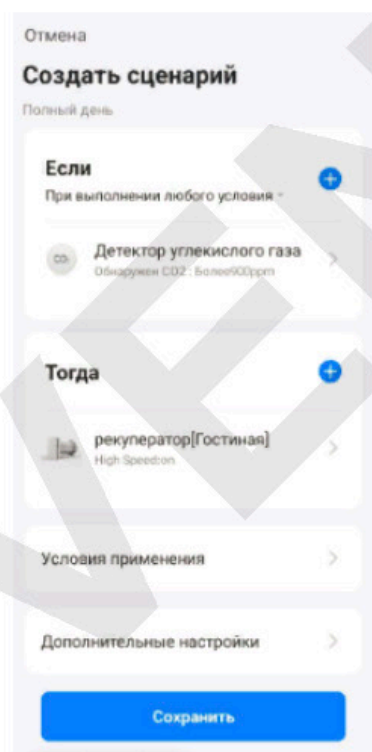 Отмена
Создать сценарий
Полный день
Если
При выполнении любого условия
Детектор углекислого газа
Обнаружен CO2 : Более900ppm
Тогда
рекуператор[Гостиная]
High Speed:on
Условия применения
Дополнительные настройки
Сохранить